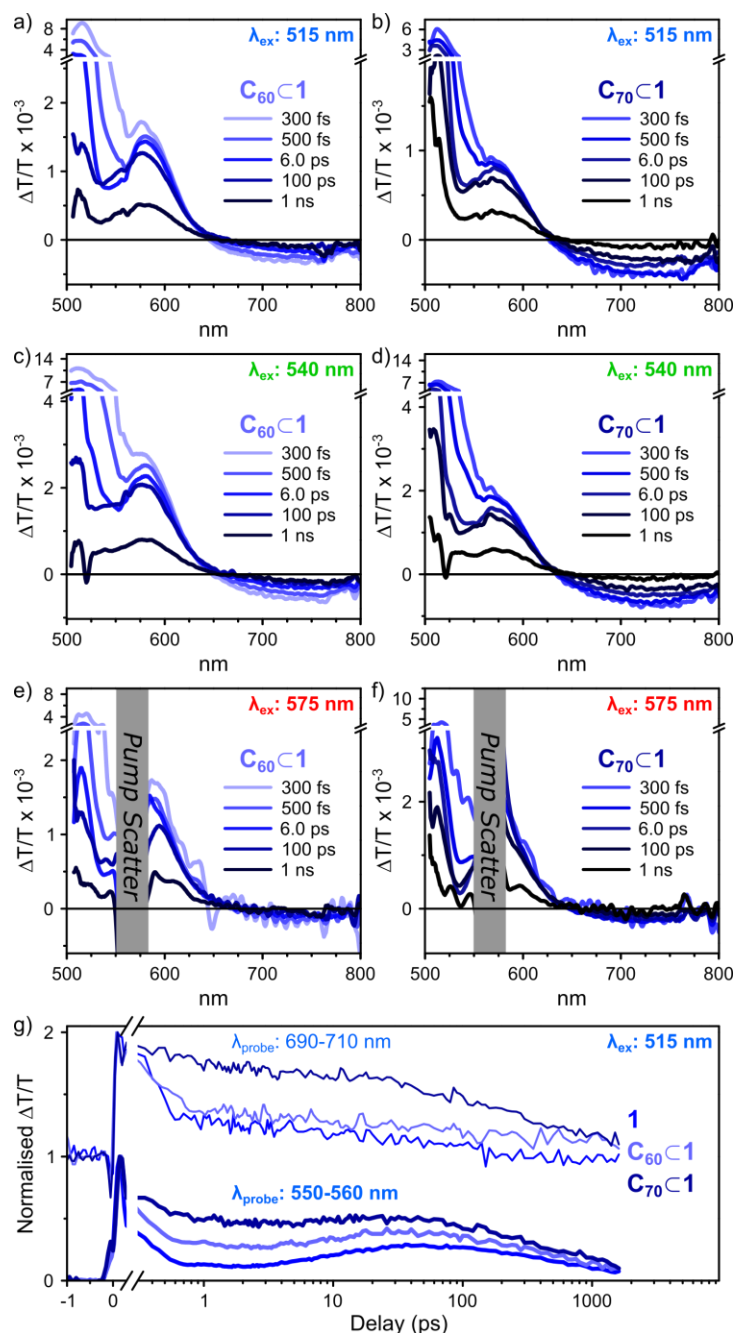 a) λex: 515 nm
C60⊂1
300 fs
500 fs
6.0 ps
100 ps
1 ns
ΔT/T x 10-3
8
4
2
1
0
500 600 700 800
nm
b) λex: 515 nm
C70⊂1
300 fs
500 fs
6.0 ps
100 ps
1 ns
ΔT/T x 10-3
6
3
1
0
500 600 700 800
nm
c) λex: 540 nm
C60⊂1
300 fs
500 fs
6.0 ps
100 ps
1 ns
ΔT/T x 10-3
14
7
4
2
0
500 600 700 800
nm
d) λex: 540 nm
C70⊂1
300 fs
500 fs
6.0 ps
100 ps
1 ns
ΔT/T x 10-3
14
7
4
2
0
500 600 700 800
nm
e) λex: 575 nm
C60⊂1
300 fs
500 fs
6.0 ps
100 ps
1 ns
Pump Scatter
ΔT/T x 10-3
8
4
2
1
0
500 600 700 800
nm
f) λex: 575 nm
C70⊂1
300 fs
500 fs
6.0 ps
100 ps
1 ns
Pump Scatter
ΔT/T x 10-3
10
5
2
0
500 600 700 800
nm
g) λprobe: 690-710 nm λex: 515 nm
1
C60⊂1
C70⊂1
λprobe: 550-560 nm
Normalised ΔT/T
2
1
0
-1 0 1 10 100 1000
Delay (ps)